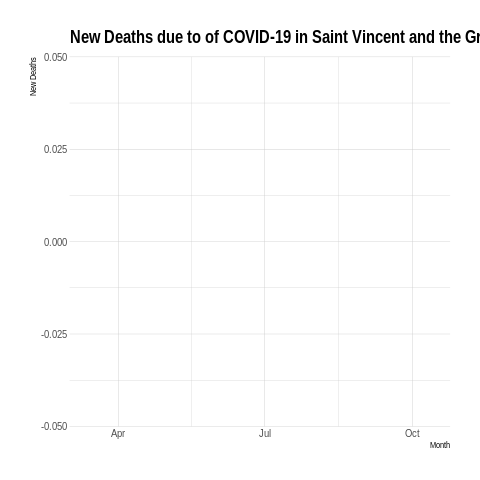 New Deaths due to of COVID-19 in Saint Vincent and the Gr
New Deaths
0.050
0.025
0.000
-0.025
-0.050
Apr Jul Oct
Month